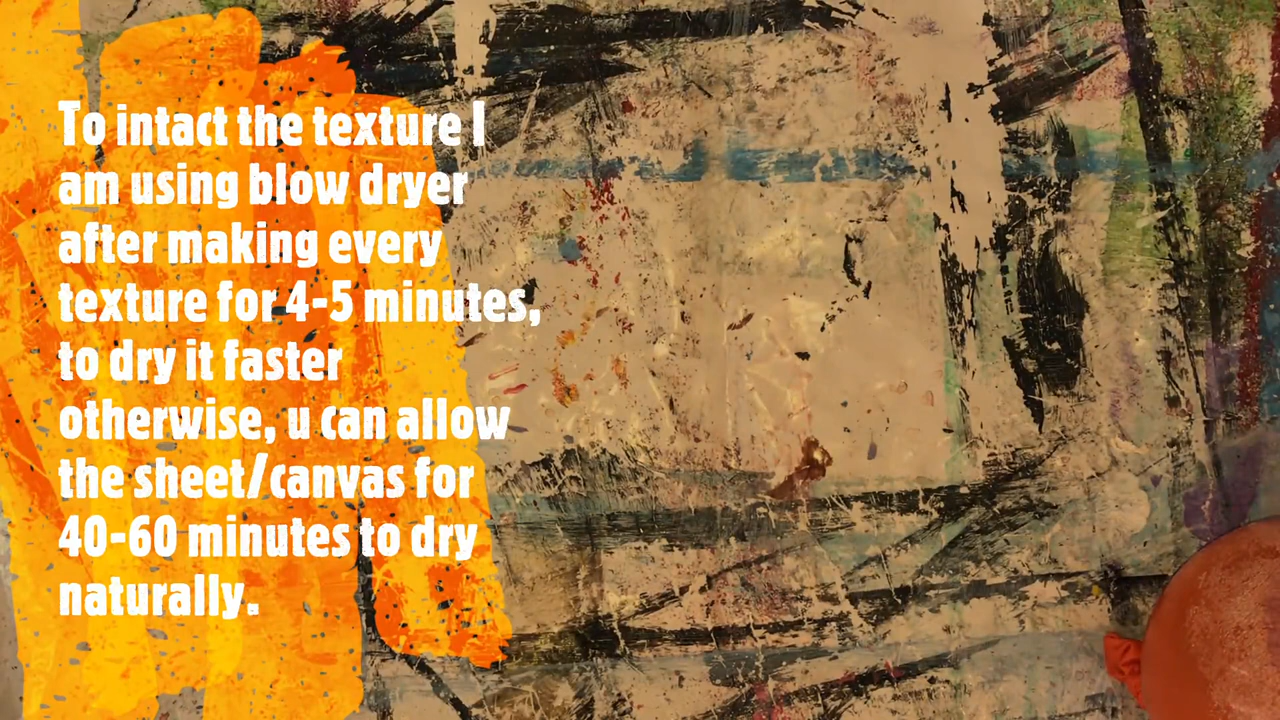 To intact the texture I
am using blow dryer
after making every
texture for 4-5 minutes,
to dry it faster
otherwise, u can allow
the sheet/canvas for
40-60 minutes to dry
naturally.